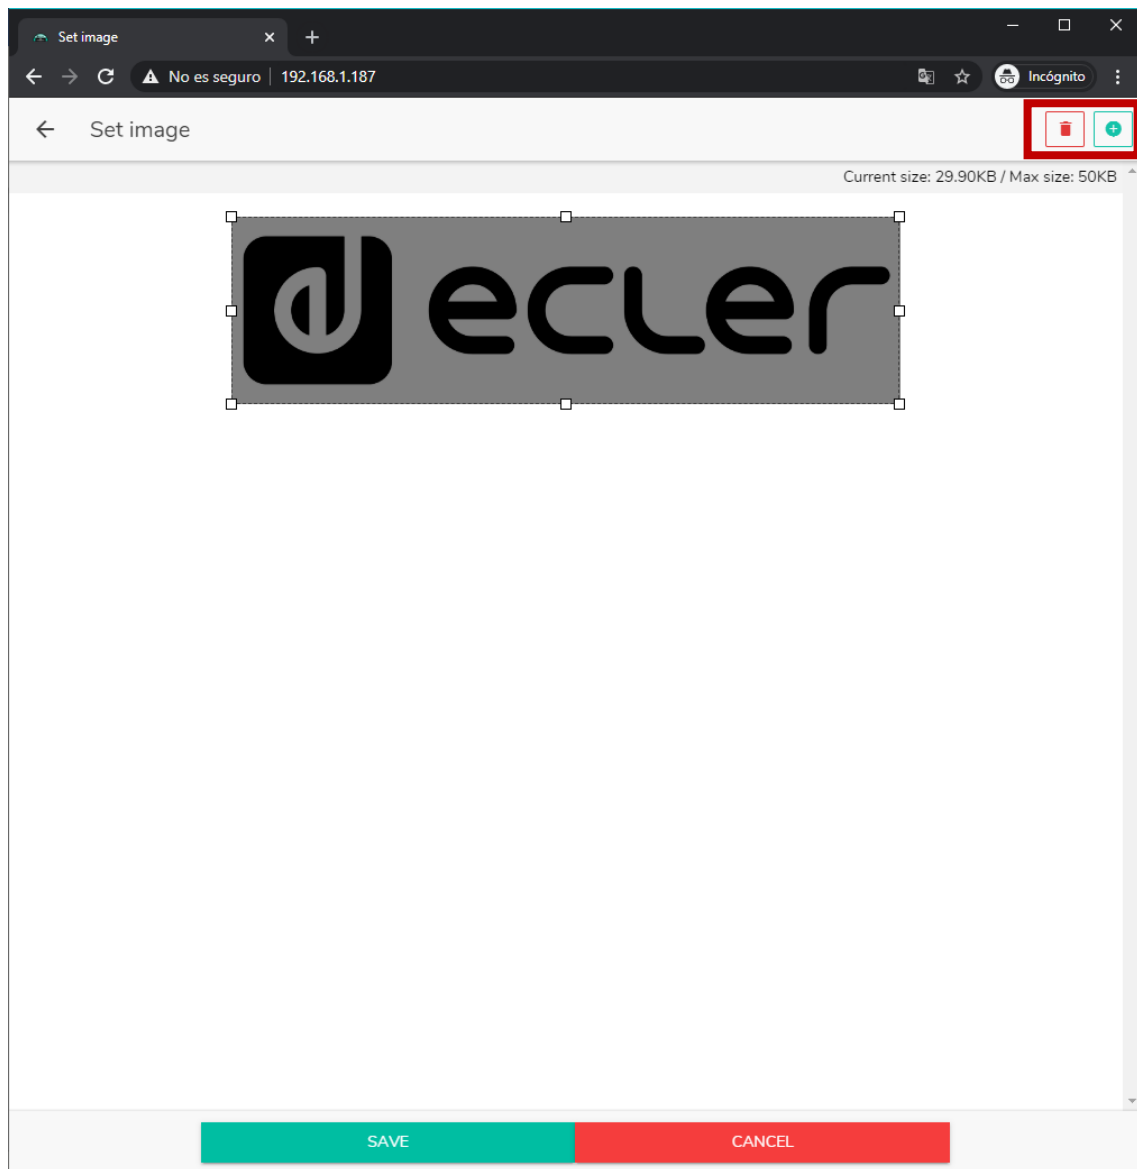 Set image
No es seguro 192.168.1.187 Incógnito
Set image
Current size: 29.90KB / Max size: 50KB
ecler
SAVE CANCEL